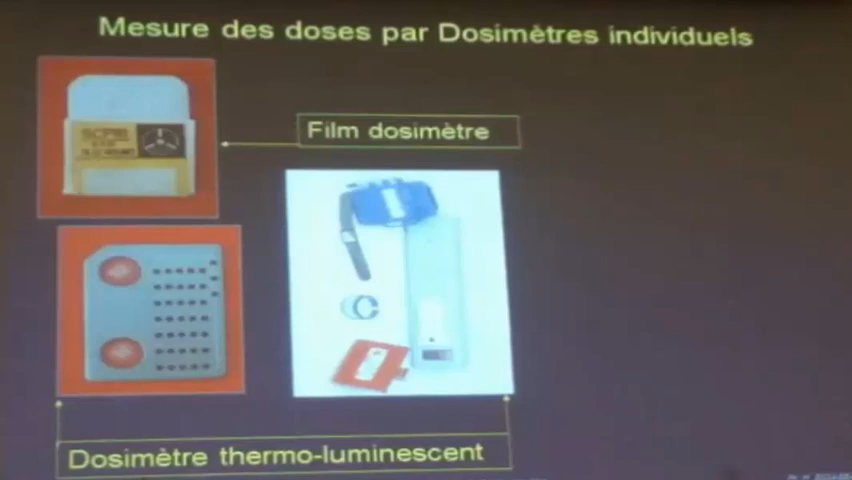 Mesure des doses par Dosimètres individuels
Film dosimètre
Dosimètre thermo-luminescent